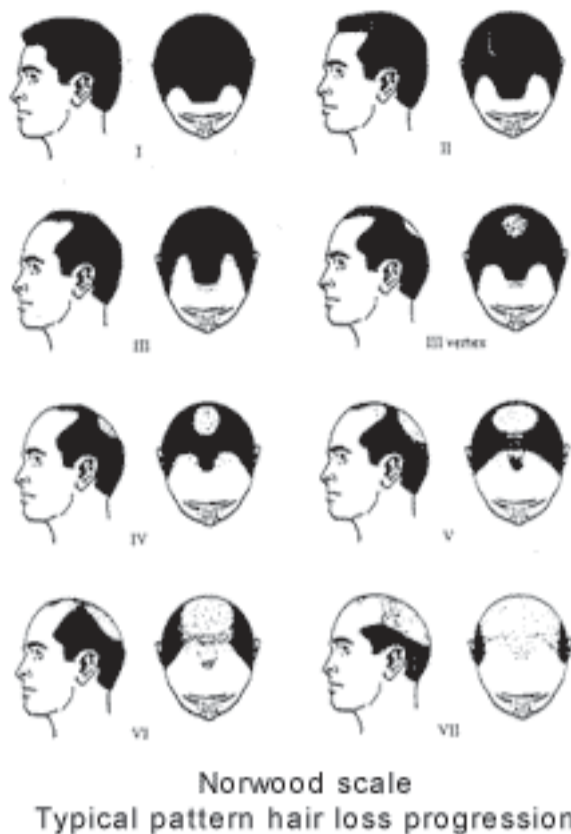 I
II
III
III vertex
IV
V
VI
VII
Norwood scale
Typical pattern hair loss progression